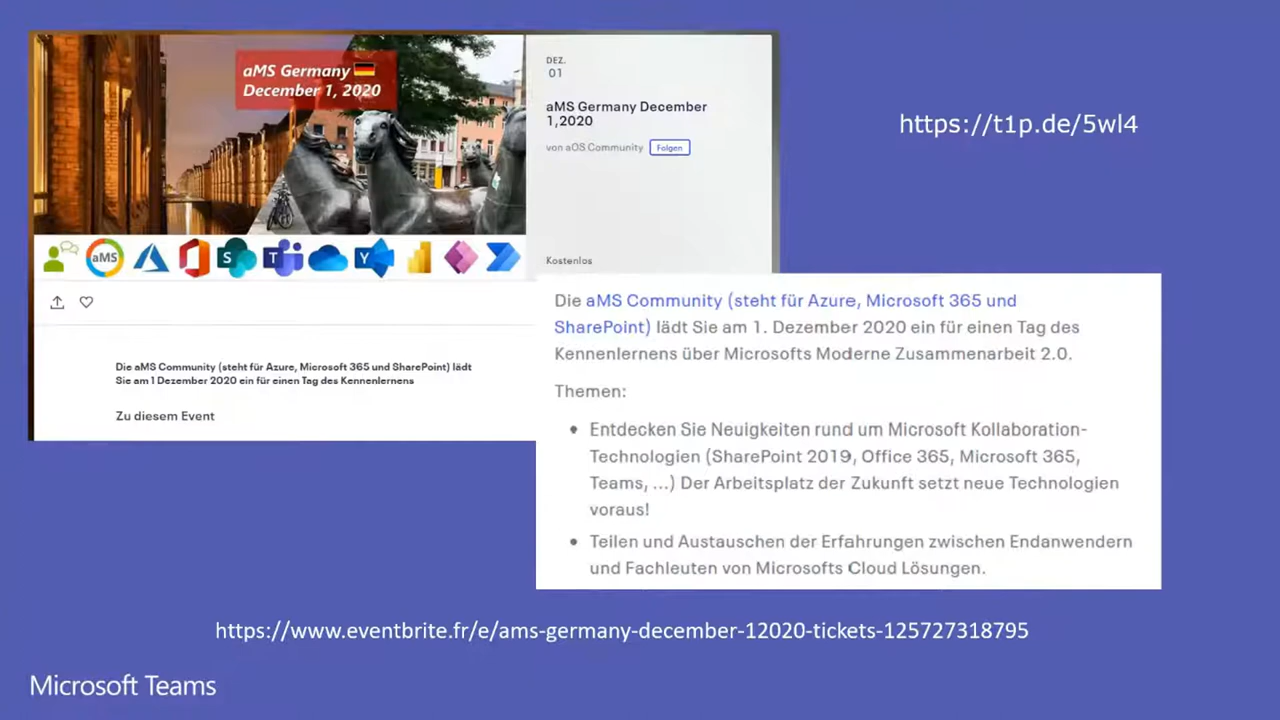 aMS Germany
December 1, 2020
DEZ.
01
aMS Germany December
1,2020
von aOS Community Folgen
Kostenlos
https://t1p.de/5wl4
aMS
S
T
Y
Die aMS Community (steht für Azure, Microsoft 365 und SharePoint) lädt
Sie am 1 Dezember 2020 ein für einen Tag des Kennenlernens
Zu diesem Event
Die aMS Community (steht für Azure, Microsoft 365 und
SharePoint) lädt Sie am 1. Dezember 2020 ein für einen Tag des
Kennenlernens über Microsofts Moderne Zusammenarbeit 2.0.
Themen:
Entdecken Sie Neuigkeiten rund um Microsoft Kollaboration-
Technologien (SharePoint 2019, Office 365, Microsoft 365,
Teams, ...) Der Arbeitsplatz der Zukunft setzt neue Technologien
voraus!
Teilen und Austauschen der Erfahrungen zwischen Endanwendern
und Fachleuten von Microsofts Cloud Lösungen.
https://www.eventbrite.fr/e/ams-germany-december-12020-tickets-125727318795
Microsoft Teams